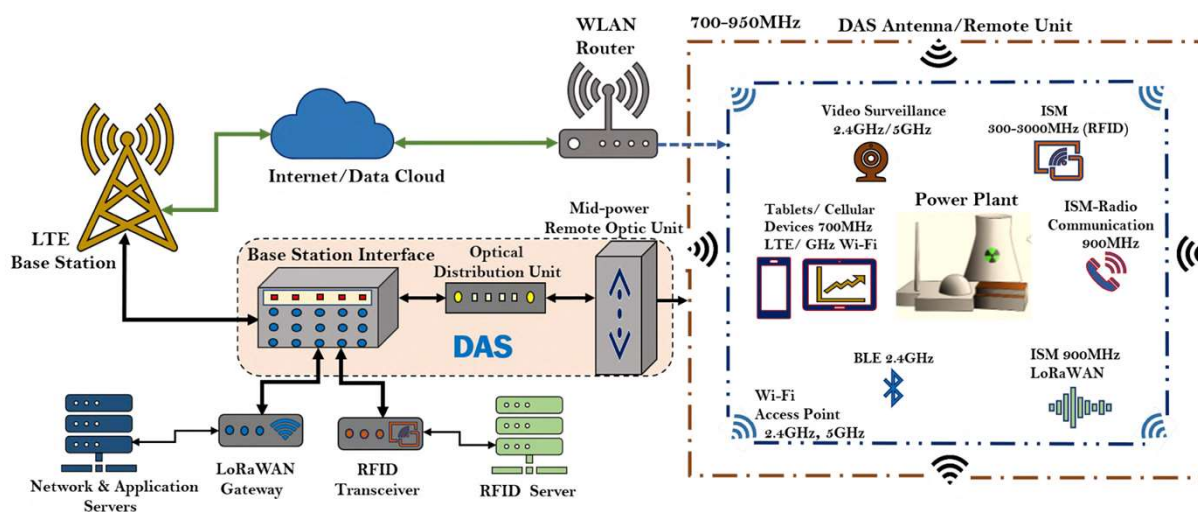 700-950MHz
DAS Antenna/Remote Unit
WLAN
Router
Internet/Data Cloud
LTE
Base Station
Video Surveillance
2.4GHz/5GHz
ISM
300-3000MHz (RFID)
Tablets/ Cellular
Devices 700MHz
LTE/ GHz Wi-Fi
Power Plant
ISM-Radio
Communication
900MHz
BLE 2.4GHz
ISM 900MHz
LoRaWAN
Wi-Fi
Access Point
2.4GHz, 5GHz
Base Station Interface
Optical
Distribution Unit
Mid-power
Remote Optic Unit
DAS
Network & Application
Servers
LoRaWAN
Gateway
RFID
Transceiver
RFID Server